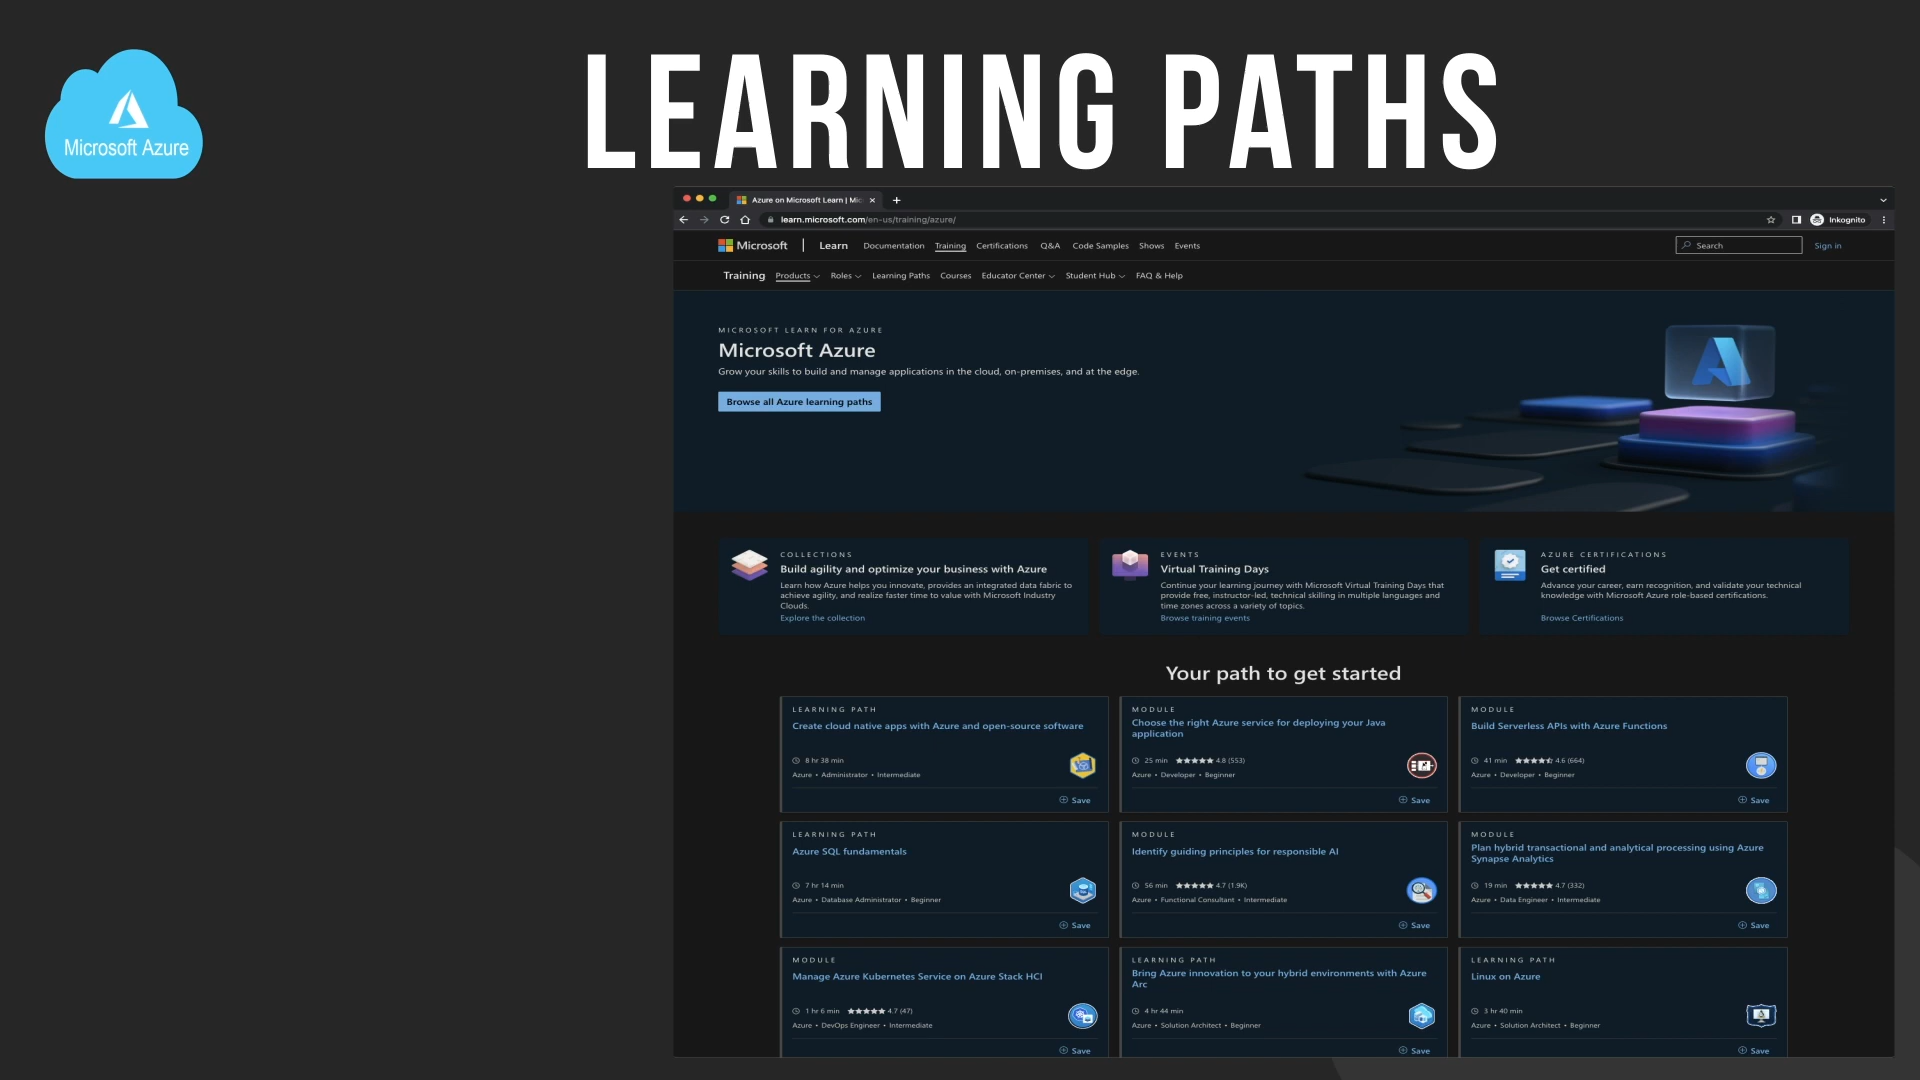 Microsoft Azure
LEARNING PATHS
Azure on Microsoft Learn | Mic
learn.microsoft.com/en-us/training/azure/
Inkognito
Microsoft | Learn Documentation Training Certifications Q&A Code Samples Shows Events
Search
Sign in
Training Products Roles Learning Paths Courses Educator Center Student Hub FAQ & Help
MICROSOFT LEARN FOR AZURE
Microsoft Azure
Grow your skills to build and manage applications in the cloud, on-premises, and at the edge.
Browse all Azure learning paths
COLLECTIONS
Build agility and optimize your business with Azure
Learn how Azure helps you innovate, provides an integrated data fabric to
achieve agility, and realize faster time to value with Microsoft Industry
Clouds.
Explore the collection
EVENTS
Virtual Training Days
Continue your learning journey with Microsoft Virtual Training Days that
provide free, instructor-led, technical skilling in multiple languages and
time zones across a variety of topics.
Browse training events
AZURE CERTIFICATIONS
Get certified
Advance your career, earn recognition, and validate your technical
knowledge with Microsoft Azure role-based certifications.
Browse Certifications
Your path to get started
LEARNING PATH
Create cloud native apps with Azure and open-source software
8 hr 38 min
Azure • Administrator • Intermediate
Save
MODULE
Choose the right Azure service for deploying your Java
application
25 min ★★★★★ 4.8 (553)
Azure • Developer • Beginner
Save
MODULE
Build Serverless APIs with Azure Functions
41 min 4.6 (664)
Azure • Developer • Beginner
Save
LEARNING PATH
Azure SQL fundamentals
7 hr 14 min
Azure • Database Administrator • Beginner
Save
MODULE
Identify guiding principles for responsible AI
56 min ★★★★★ 4.7 (1.9K)
Azure • Functional Consultant • Intermediate
Save
MODULE
Plan hybrid transactional and analytical processing using Azure
Synapse Analytics
19 min ★★★★★ 4.7 (332)
Azure • Data Engineer • Intermediate
Save
MODULE
Manage Azure Kubernetes Service on Azure Stack HCI
1 hr 6 min ★★★★★ 4.7 (47)
Azure • DevOps Engineer • Intermediate
Save
LEARNING PATH
Bring Azure innovation to your hybrid environments with Azure
Arc
4 hr 44 min
Azure • Solution Architect • Beginner
Save
LEARNING PATH
Linux on Azure
3 hr 40 min
Azure • Solution Architect • Beginner
Save